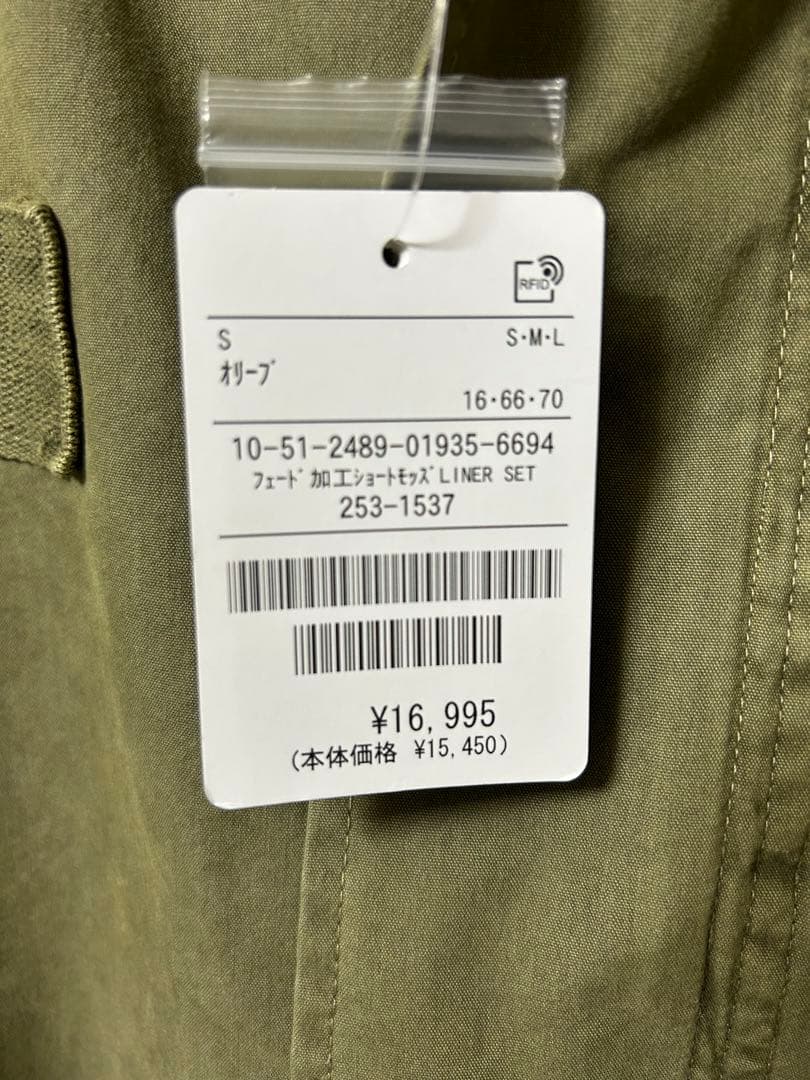 RFID
S S・M・L
ｵﾘｰﾌﾞ
16・66・70
10-51-2489-01935-6694
ﾌｪｰﾄﾞ加工ｼｮｰﾄﾓｯｽﾞLINER SET
253-1537
¥16,995
(本体価格 ¥15,450)